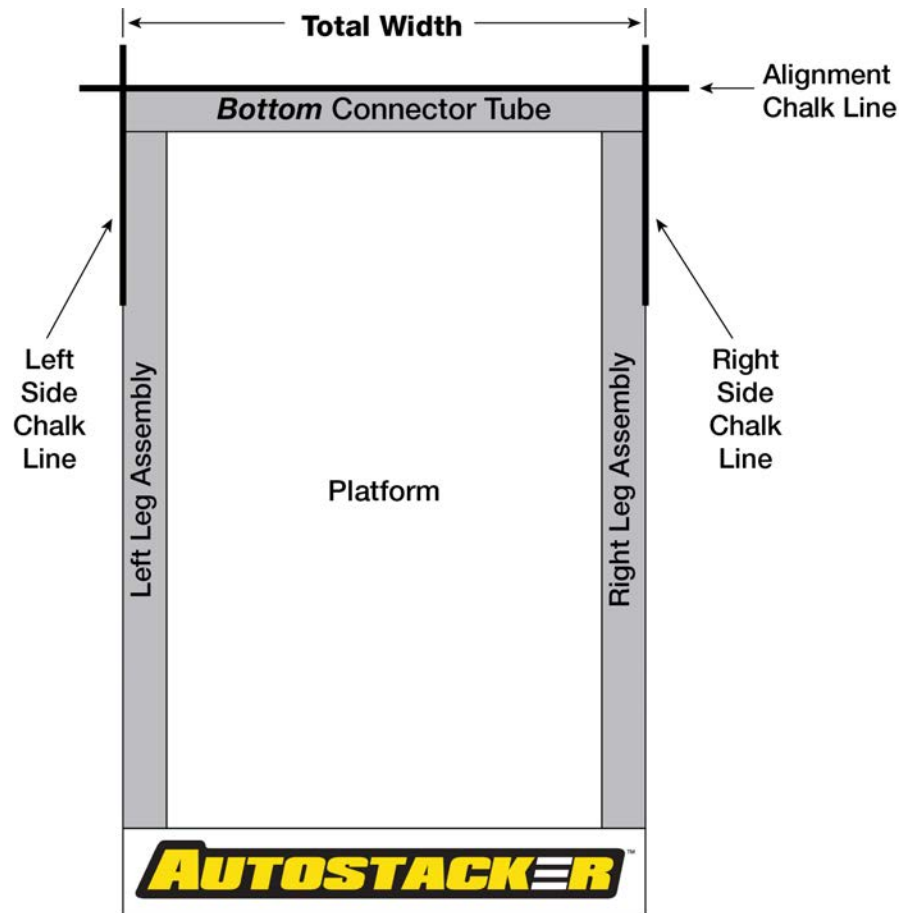 Total Width
Alignment
Chalk Line
Bottom Connector Tube
Left
Side
Chalk
Line
Right
Side
Chalk
Line
Left Leg Assembly
Platform
Right Leg Assembly
AUTOSTACKER™